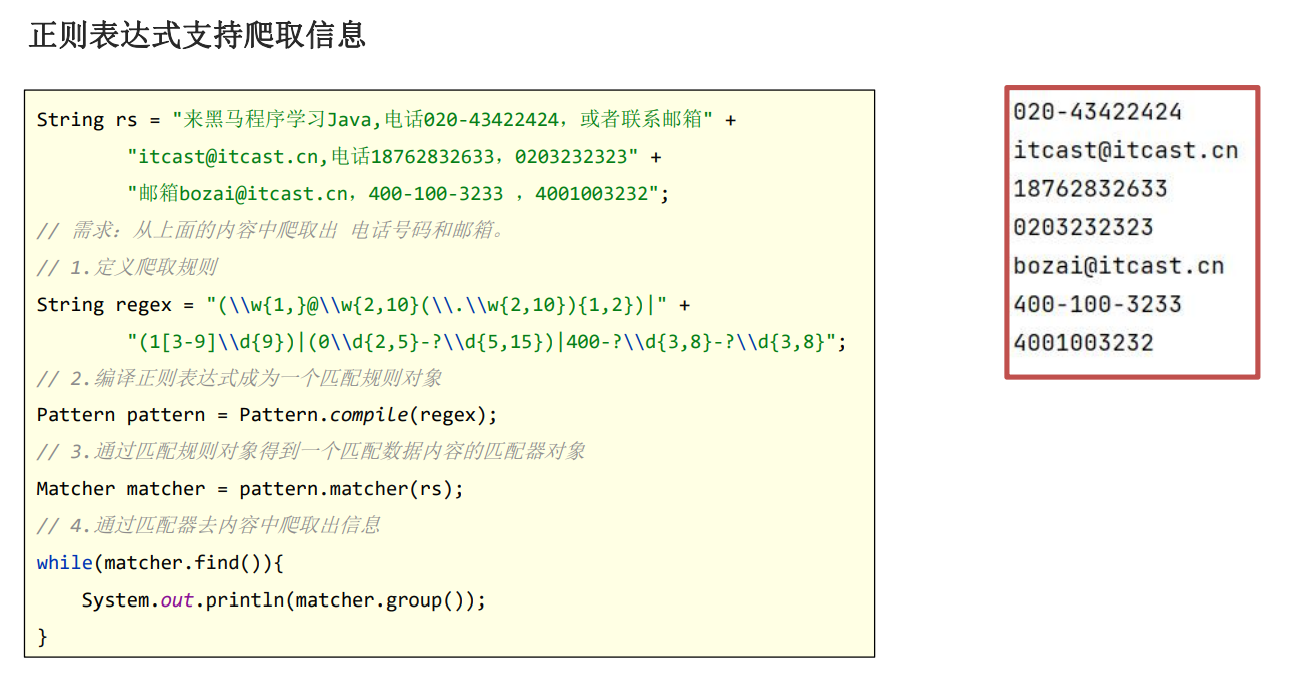 正则表达式支持爬取信息
String rs = "来黑马程序学习Java,电话020-43422424，或者联系邮箱" +
"itcast@itcast.cn,电话18762832633，0203232323" +
"邮箱bozai@itcast.cn，400-100-3233 ，4001003232";
// 需求：从上面的内容中爬取出 电话号码和邮箱。
// 1.定义爬取规则
String regex = "(\\w{1,}@\\w{2,10}(\\.\\w{2,10}){1,2})|" +
"(1[3-9]\\d{9})|(0\\d{2,5}-?\\d{5,15})|400-?\\d{3,8}-?\\d{3,8}";
// 2.编译正则表达式成为一个匹配规则对象
Pattern pattern = Pattern.compile(regex);
// 3.通过匹配规则对象得到一个匹配数据内容的匹配器对象
Matcher matcher = pattern.matcher(rs);
// 4.通过匹配器去内容中爬取出信息
while(matcher.find()){
System.out.println(matcher.group());
}
020-43422424
itcast@itcast.cn
18762832633
0203232323
bozai@itcast.cn
400-100-3233
4001003232